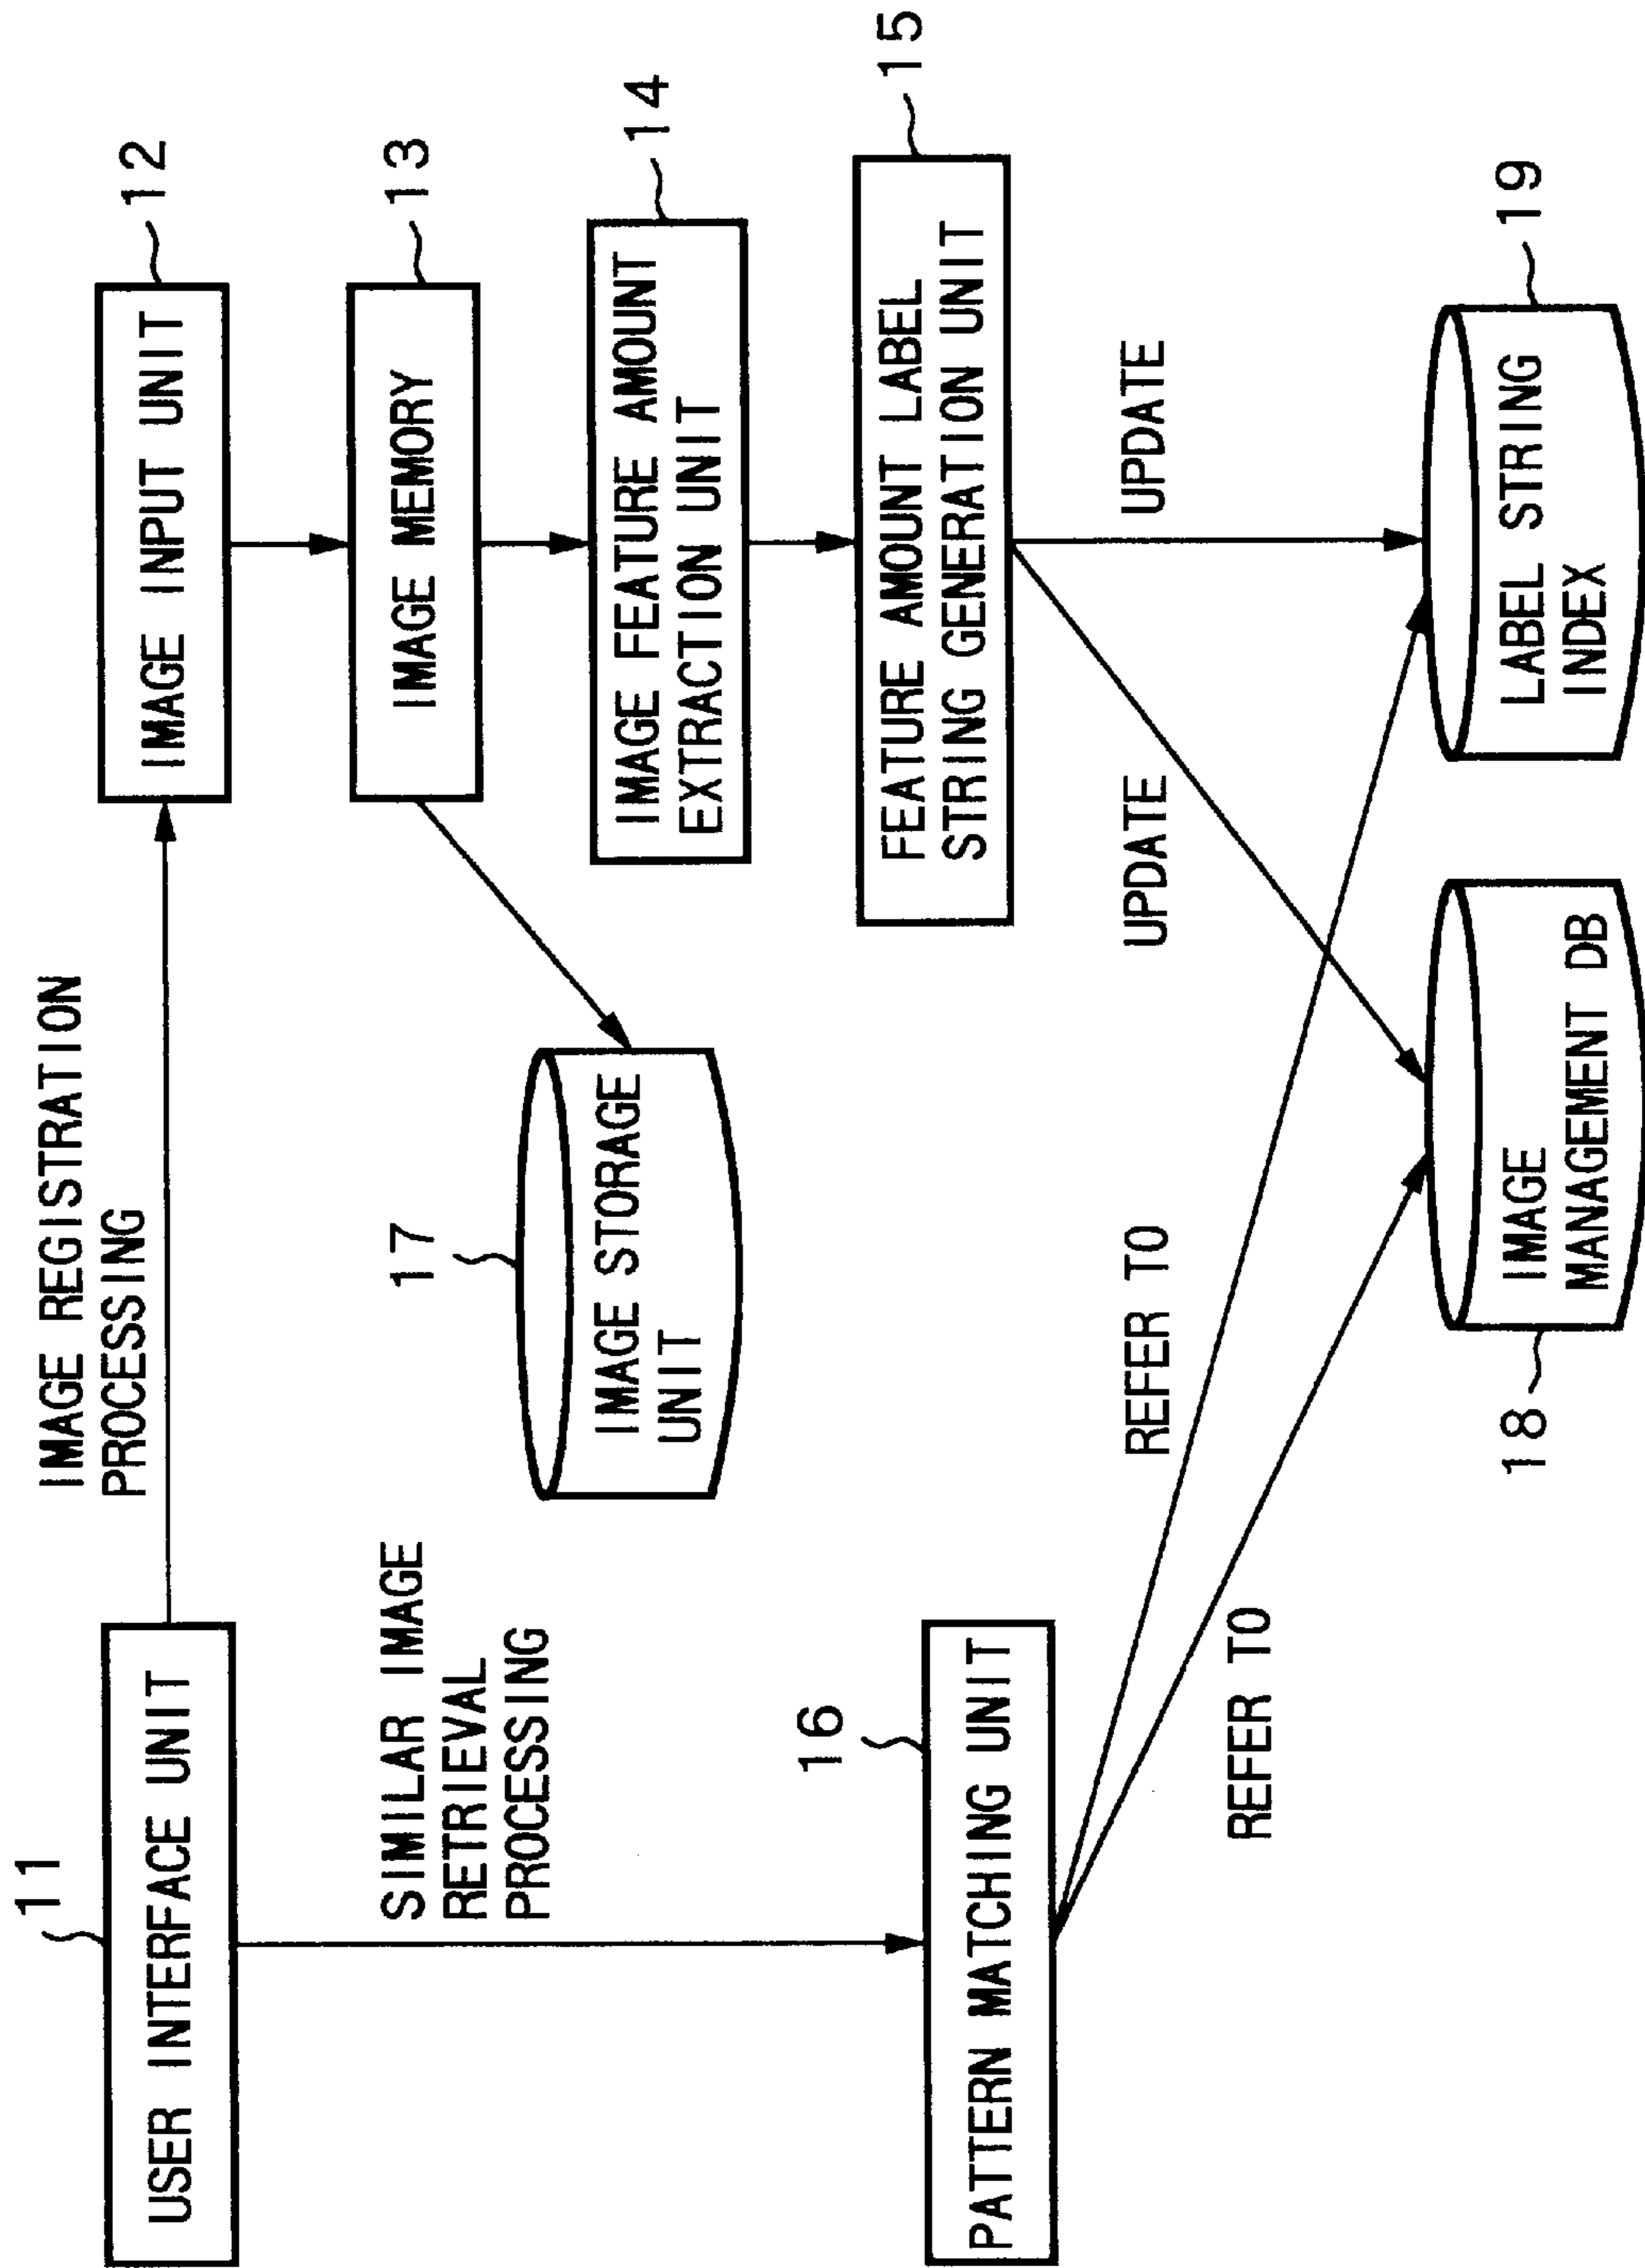 11
USER INTERFACE UNIT
IMAGE REGISTRATION
PROCESSING
12
IMAGE INPUT UNIT
13
IMAGE MEMORY
17
IMAGE STORAGE
UNIT
14
IMAGE FEATURE AMOUNT
EXTRACTION UNIT
SIMILAR IMAGE
RETRIEVAL
PROCESSING
15
FEATURE AMOUNT LABEL
STRING GENERATION UNIT
16
PATTERN MATCHING UNIT
REFER TO
REFER TO
UPDATE
UPDATE
18
IMAGE
MANAGEMENT DB
19
LABEL STRING
INDEX